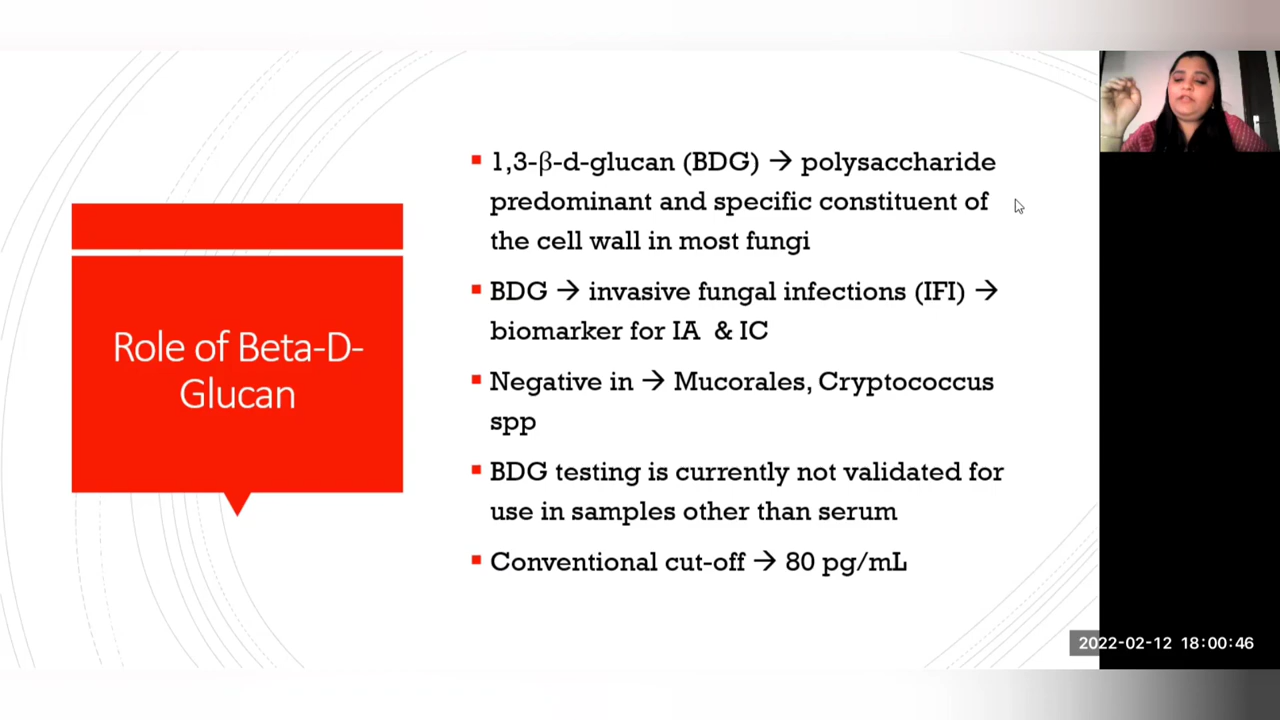 Role of Beta-D-
Glucan
▪ 1,3-β-d-glucan (BDG) → polysaccharide
predominant and specific constituent of
the cell wall in most fungi
▪ BDG → invasive fungal infections (IFI) →
biomarker for IA & IC
▪ Negative in → Mucorales, Cryptococcus
spp
▪ BDG testing is currently not validated for
use in samples other than serum
▪ Conventional cut-off → 80 pg/mL
2022-02-12 18:00:46